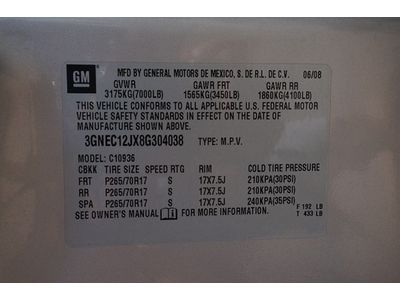 GM
MFD BY GENERAL MOTORS DE MEXICO, S. DE R.L. DE C.V. 06/08
GVWR GAWR FRT GAWR RR
3175KG(7000LB) 1565KG(3450LB) 1860KG(4100LB)
THIS VEHICLE CONFORMS TO ALL APPLICABLE U.S. FEDERAL MOTOR
VEHICLE SAFETY STANDARDS IN EFFECT ON THE DATE OF
MANUFACTURE SHOWN ABOVE.
3GNEC12JX8G304038 TYPE: M.P.V.
MODEL: C10936
CBKK TIRE SIZE SPEED RTG RIM COLD TIRE PRESSURE
FRT P265/70R17 S 17X7.5J 210KPA(30PSI)
RR P265/70R17 S 17X7.5J 210KPA(30PSI)
SPA P265/70R17 S 17X7.5J 240KPA(35PSI)
SEE OWNER'S MANUAL FOR MORE INFORMATION. F 192 LB
T 433 LB